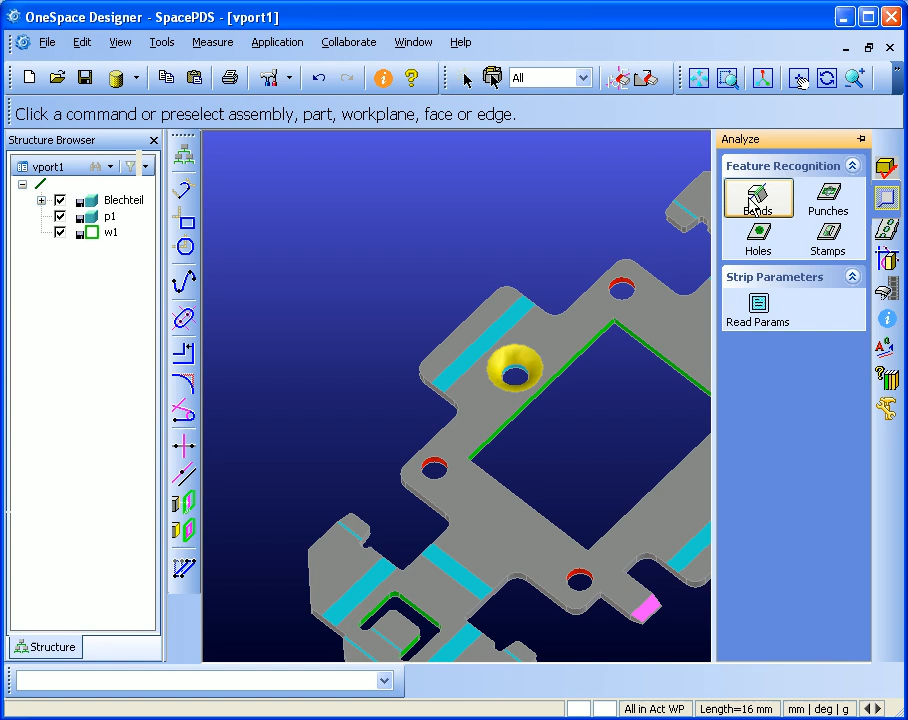 OneSpace Designer - SpacePDS - [vport1]
File Edit View Tools Measure Application Collaborate Window Help
All
Click a command or preselect assembly, part, workplane, face or edge.
Structure Browser
vport1
Blechteil
p1
w1
Structure
Analyze
Feature Recognition
Bends Punches
Holes Stamps
Strip Parameters
Read Params
All in Act WP Length=16 mm mm | deg | g